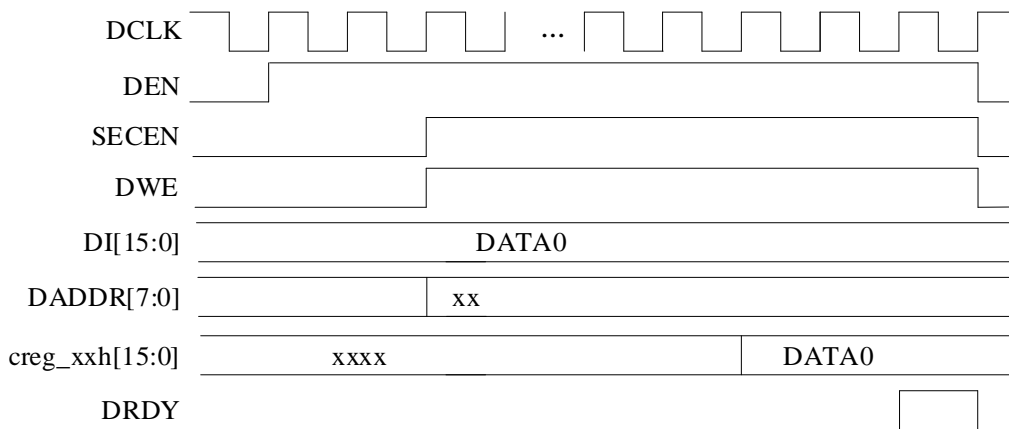 DCLK ...
DEN
SECEN
DWE
DI[15:0] DATA0
DADDR[7:0] xx
creg_xxh[15:0] xxxx DATA0
DRDY